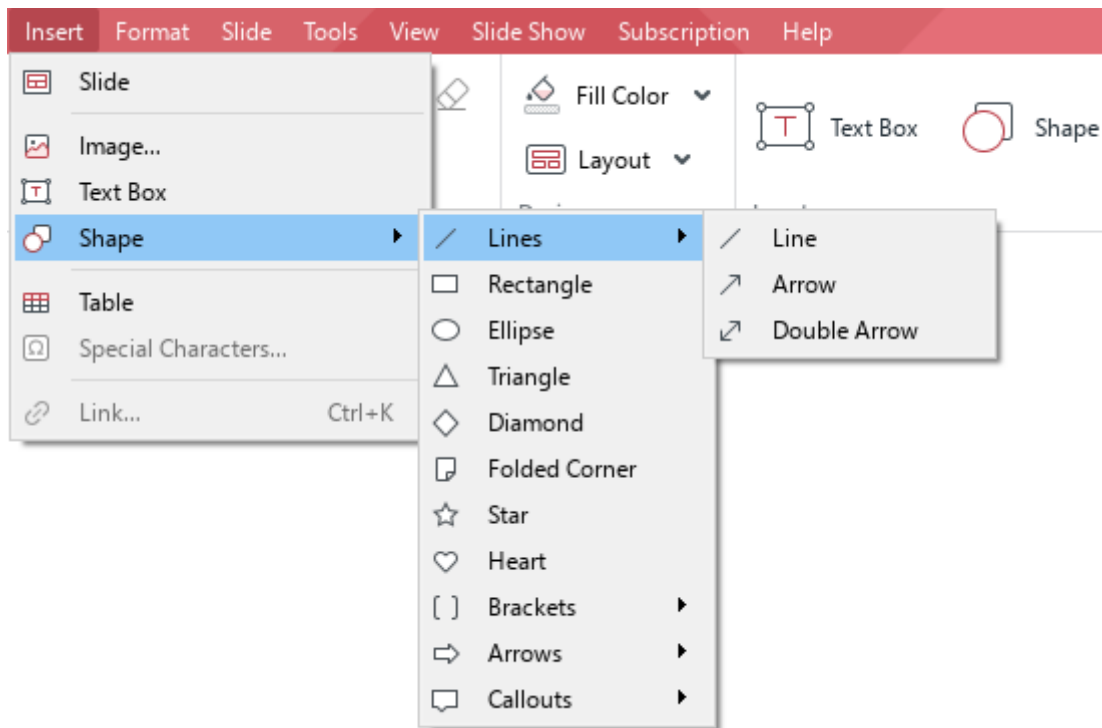 Insert Format Slide Tools View Slide Show Subscription Help
Slide
Image...
Text Box
Shape
Table
Special Characters...
Link... Ctrl+K
Fill Color
Layout
Text Box
Shape
Lines
Rectangle
Ellipse
Triangle
Diamond
Folded Corner
Star
Heart
Brackets
Arrows
Callouts
Line
Arrow
Double Arrow